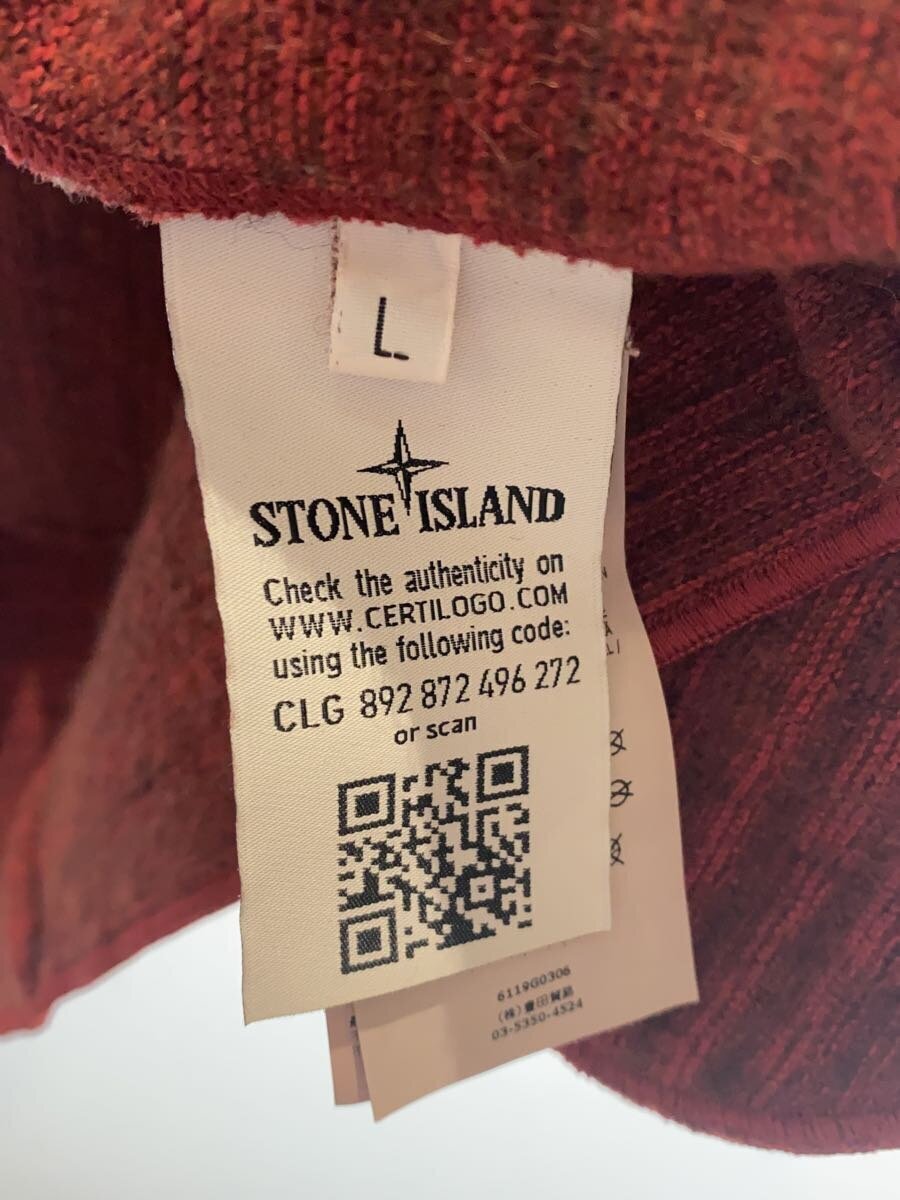 L
STONE ISLAND
Check the authenticity on
WWW.CERTILOGO.COM
using the following code:
CLG 892 872 496 272
or scan
6119G0306
(株)豊田貿易
03-5350-4524